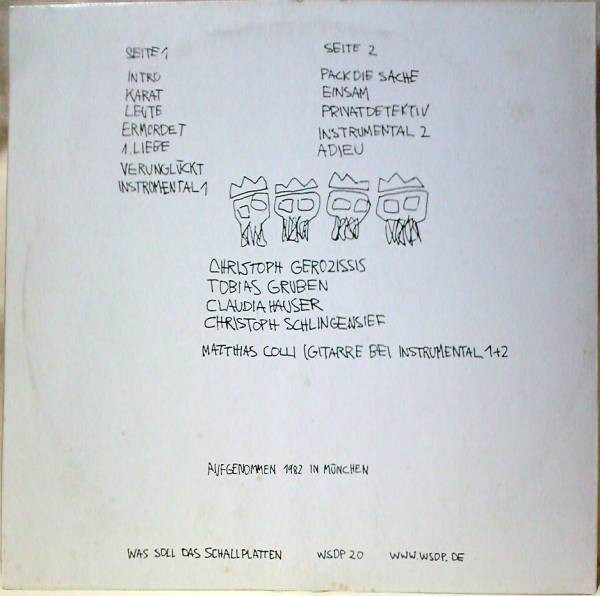 SEITE 1
INTRO
KARAT
LEUTE
ERMORDET
1. LIEBE
VERUNGLÜCKT
INSTROMENTAL 1
SEITE 2
PACK DIE SACHE
EINSAM
PRIVATDETEKTIV
INSTRUMENTAL 2
ADIEU
CHRISTOPH GEROZISSIS
TOBIAS GRUBEN
CLAUDIA HAUSER
CHRISTOPH SCHLINGENSIEF
MATTHIAS COLLI (GITARRE BEI INSTRUMENTAL 1+2
AUFGENOMMEN 1982 IN MÜNCHEN
WAS SOLL DAS SCHALLPLATTEN WSDP 20 WWW.WSDP.DE